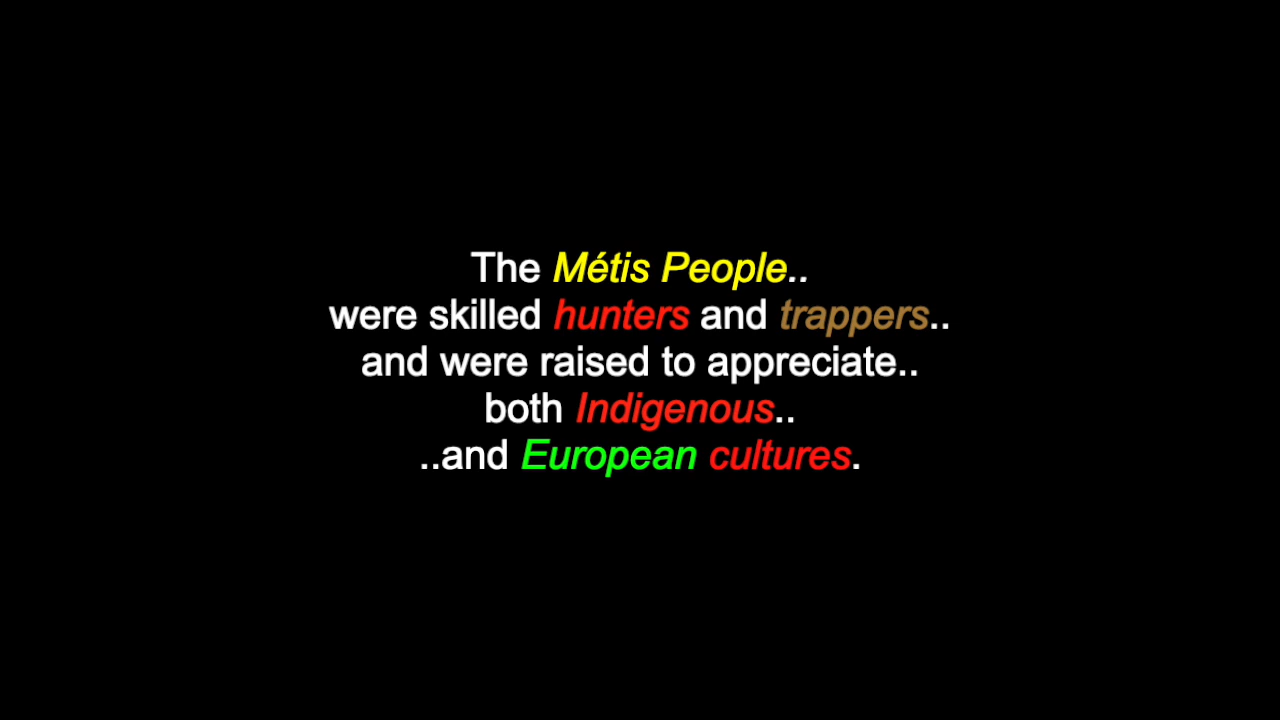 The Métis People..
were skilled hunters and trappers..
and were raised to appreciate..
both Indigenous..
..and European cultures.